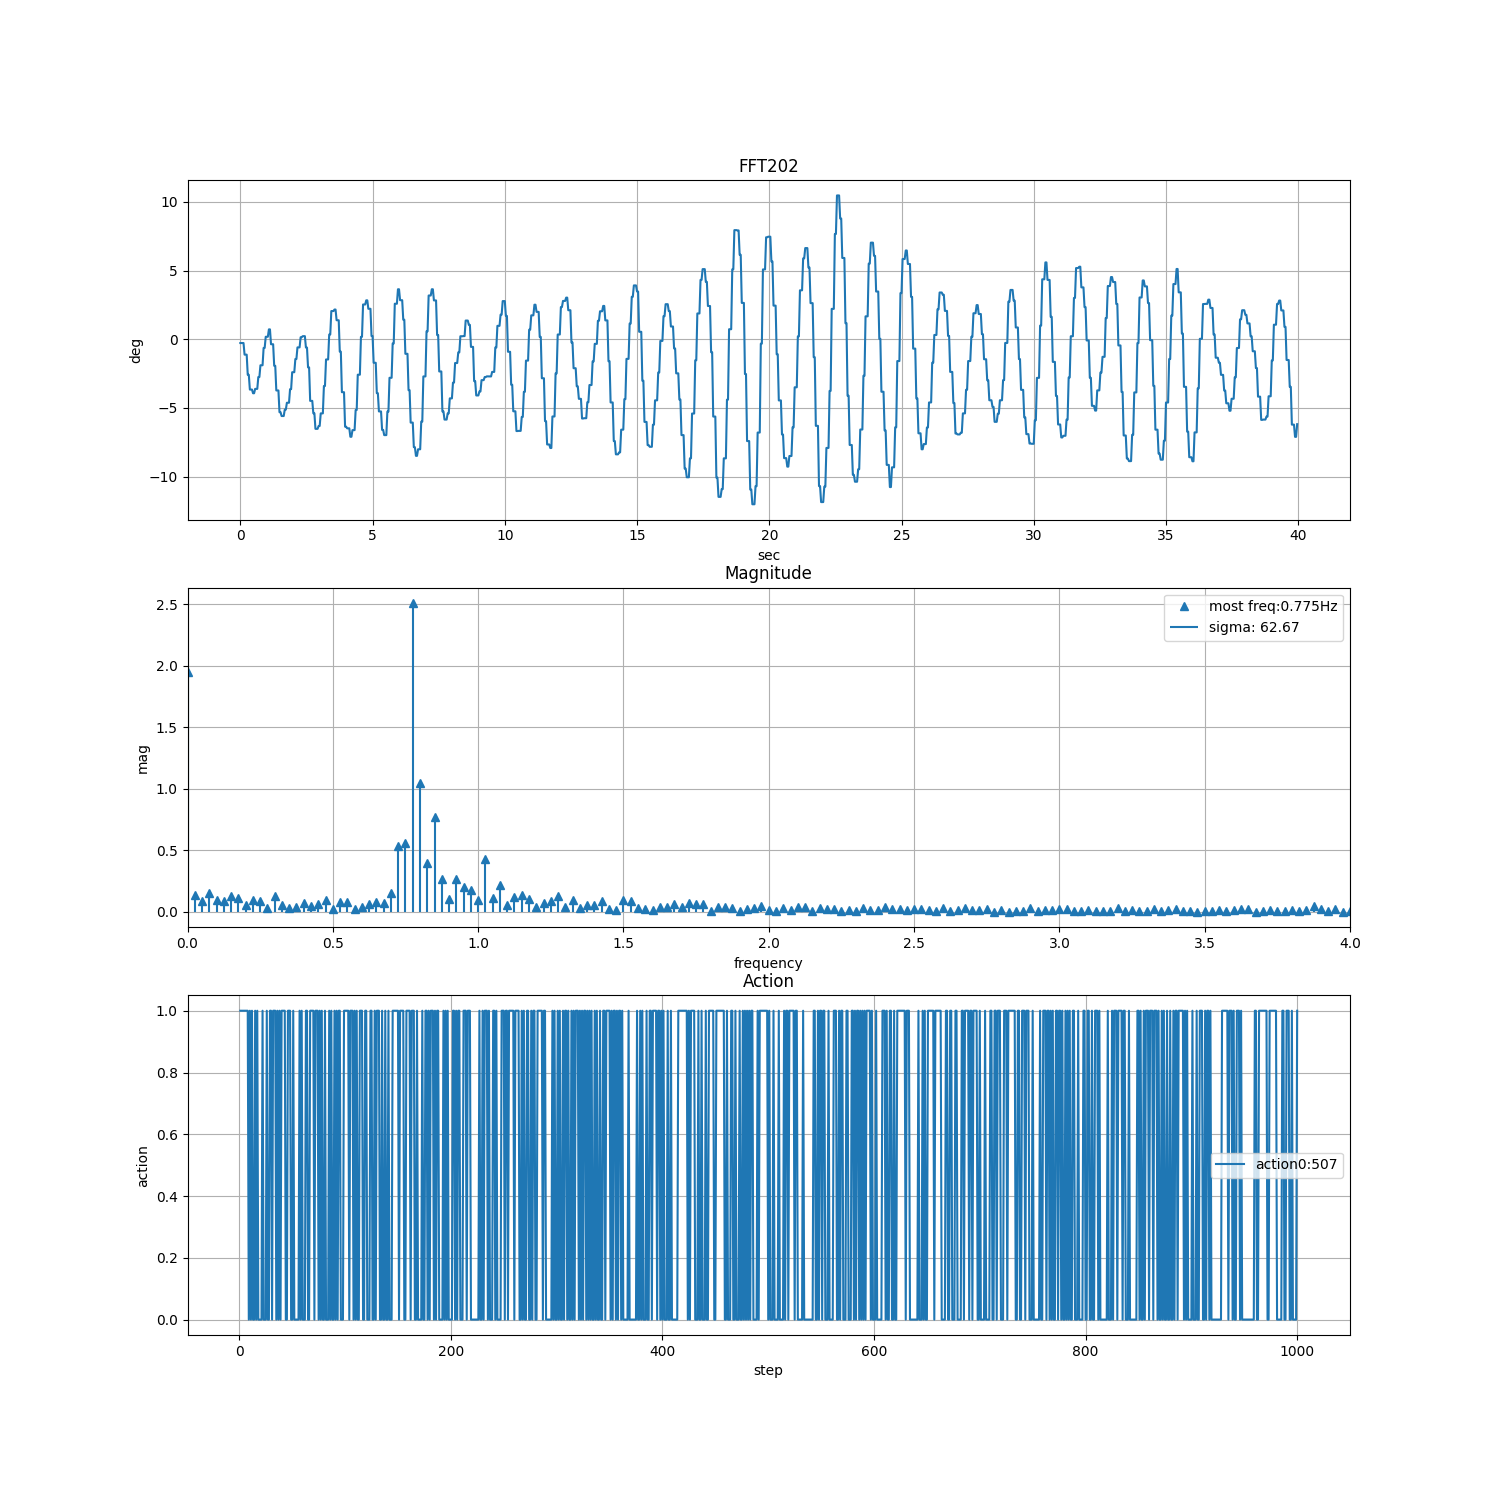 FFT202
10
5
0
−5
−10
deg
0 5 10 15 20 25 30 35 40
sec
Magnitude
2.5
2.0
1.5
1.0
0.5
0.0
mag
most freq:0.775Hz
sigma: 62.67
0.0 0.5 1.0 1.5 2.0 2.5 3.0 3.5 4.0
frequency
Action
1.0
0.8
0.6
0.4
0.2
0.0
action
action0:507
0 200 400 600 800 1000
step